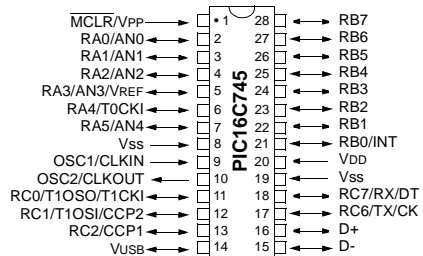 MCLR/VPP 1 28 RB7
RA0/AN0 2 27 RB6
RA1/AN1 3 26 RB5
RA2/AN2 4 25 RB4
RA3/AN3/VREF 5 24 RB3
RA4/T0CKI 6 23 RB2
RA5/AN4 7 22 RB1
VSS 8 21 RB0/INT
OSC1/CLKIN 9 20 VDD
OSC2/CLKOUT 10 19 VSS
RC0/T1OSO/T1CKI 11 18 RC7/RX/DT
RC1/T1OSI/CCP2 12 17 RC6/TX/CK
RC2/CCP1 13 16 D+
VUSB 14 15 D-
PIC16C745